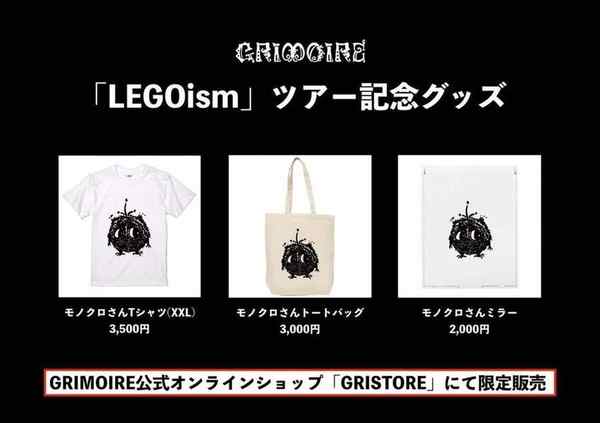 GRIMOIRE
「LEGOism」ツアー記念グッズ
モノクロさんTシャツ(XXL)
3,500円
モノクロさんトートバッグ
3,000円
モノクロさんミラー
2,000円
GRIMOIRE公式オンラインショップ「GRISTORE」にて限定販売